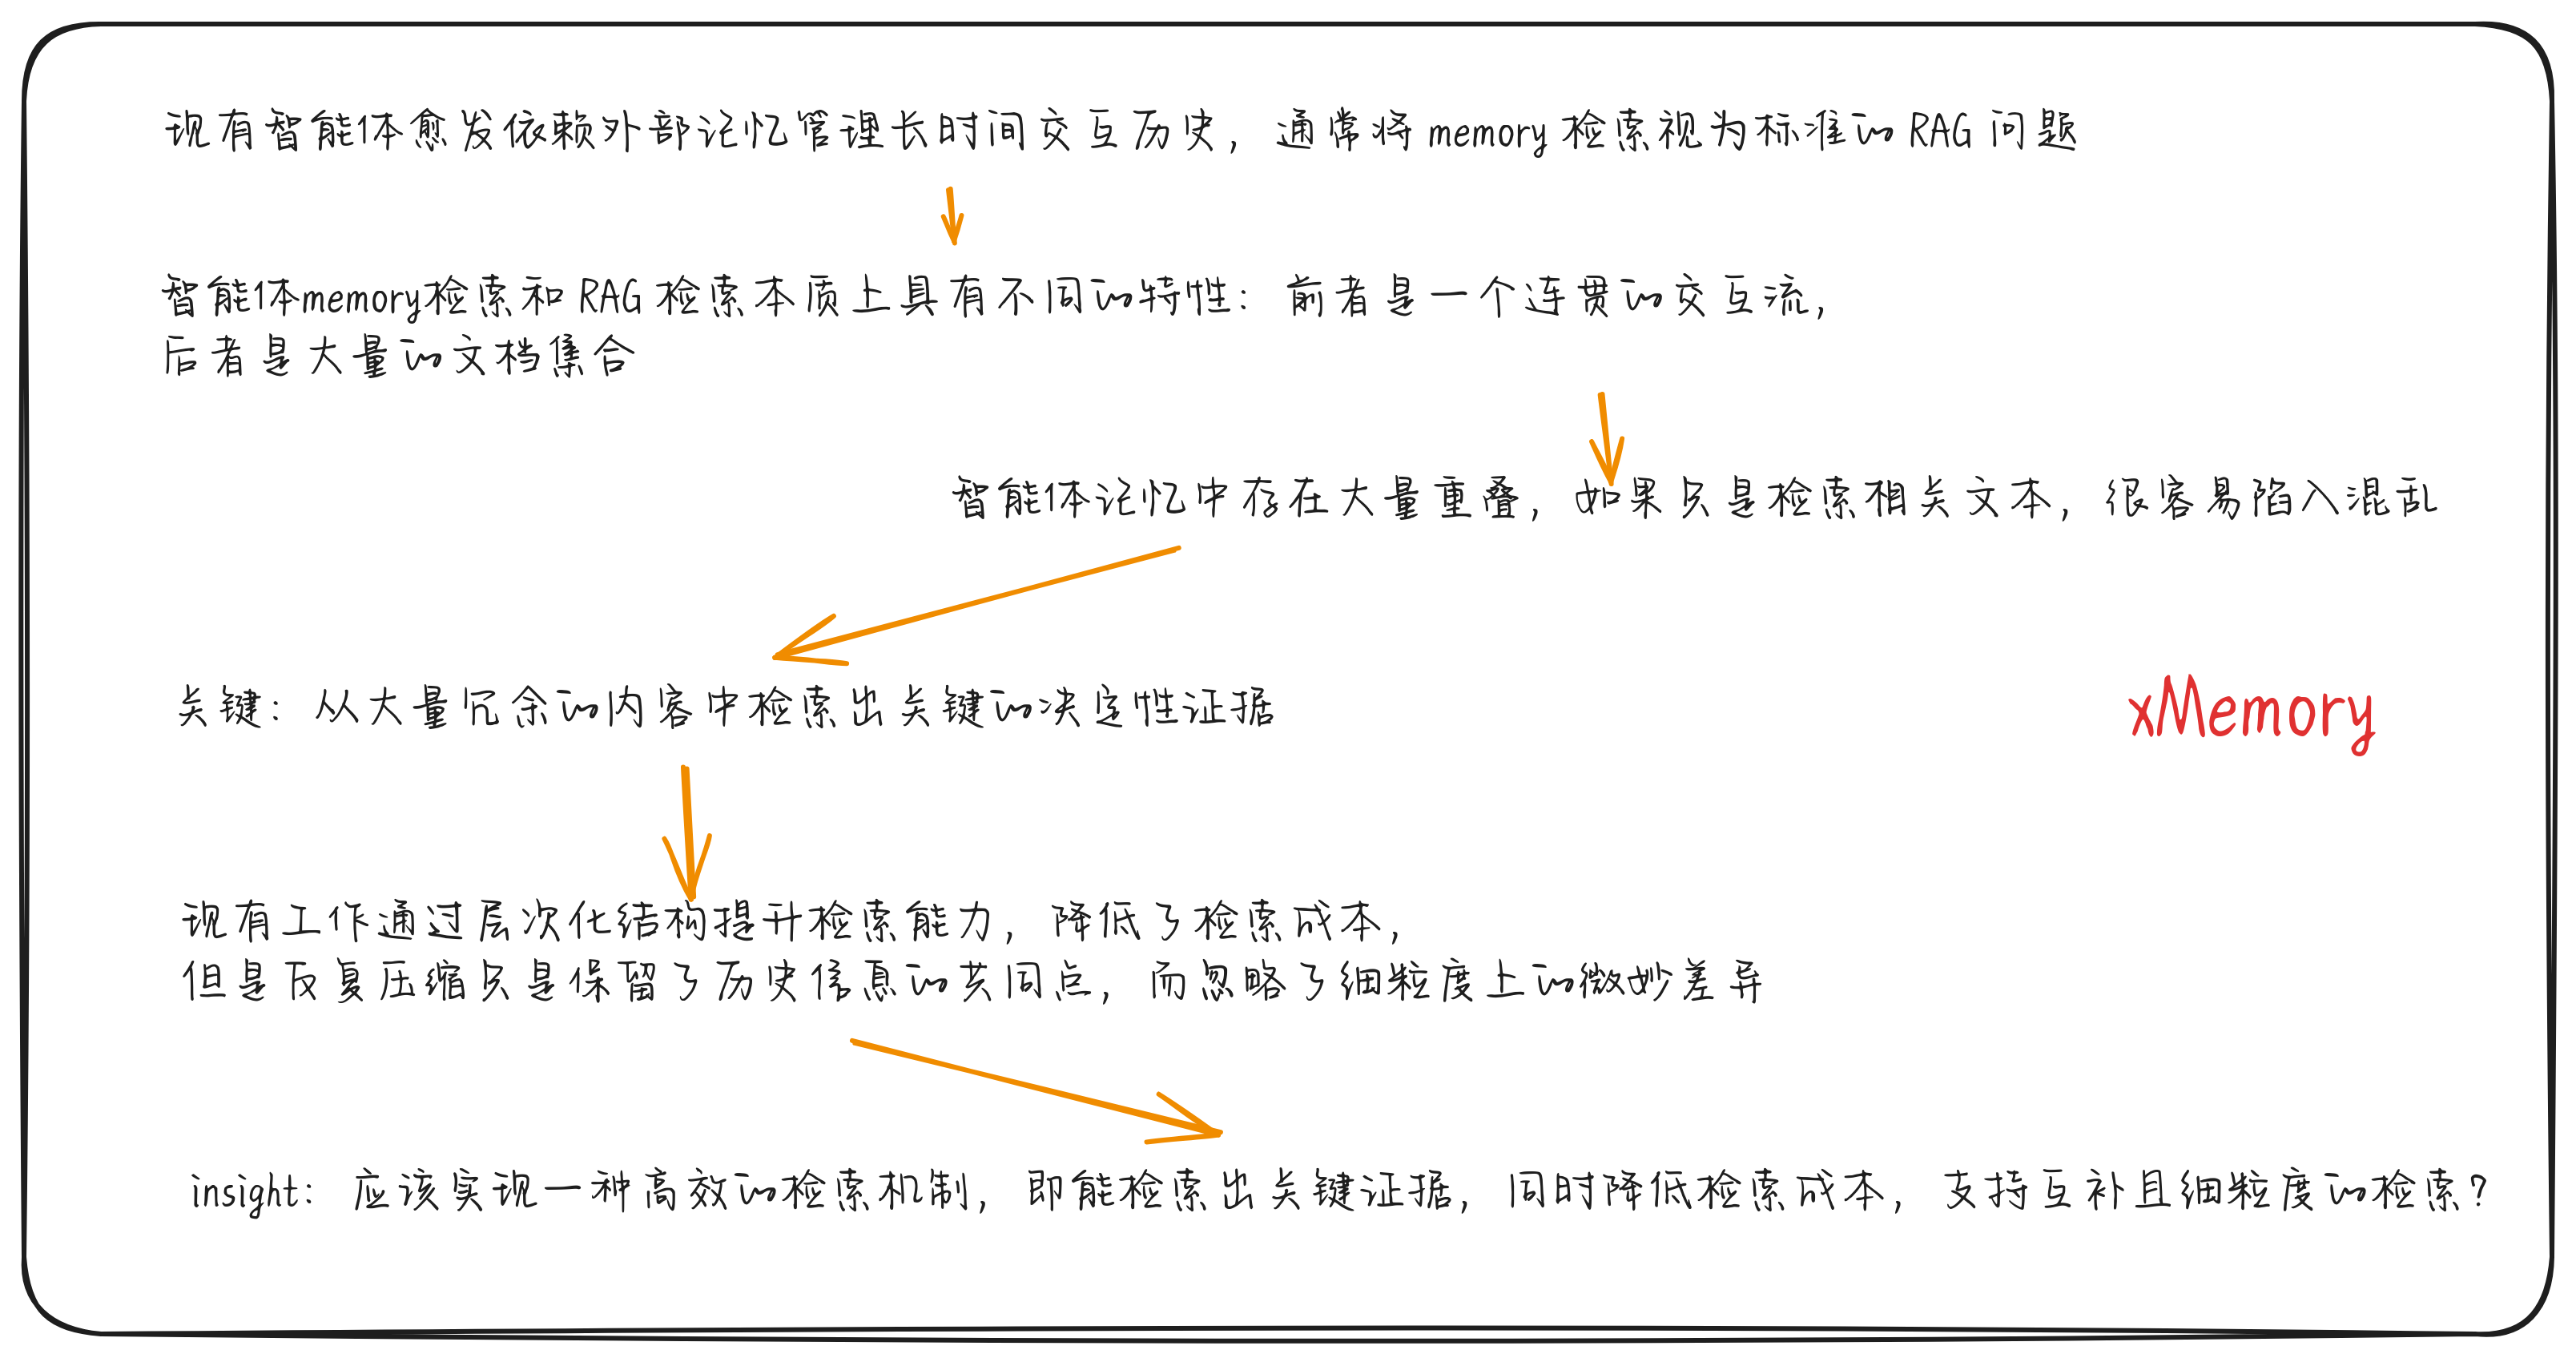 现有智能体愈发依赖外部记忆管理长时间交互历史，通常将 memory 检索视为标准的 RAG 问题
智能体memory检索和 RAG 检索本质上具有不同的特性：前者是一个连贯的交互流，
后者是大量的文档集合
智能体记忆中存在大量重叠，如果只是检索相关文本，很容易陷入混乱
关键：从大量冗余的内容中检索出关键的决定性证据
xMemory
现有工作通过层次化结构提升检索能力，降低了检索成本，
但是反复压缩只是保留了历史信息的共同点，而忽略了细粒度上的微妙差异
insight：应该实现一种高效的检索机制，即能检索出关键证据，同时降低检索成本，支持互补且细粒度的检索？